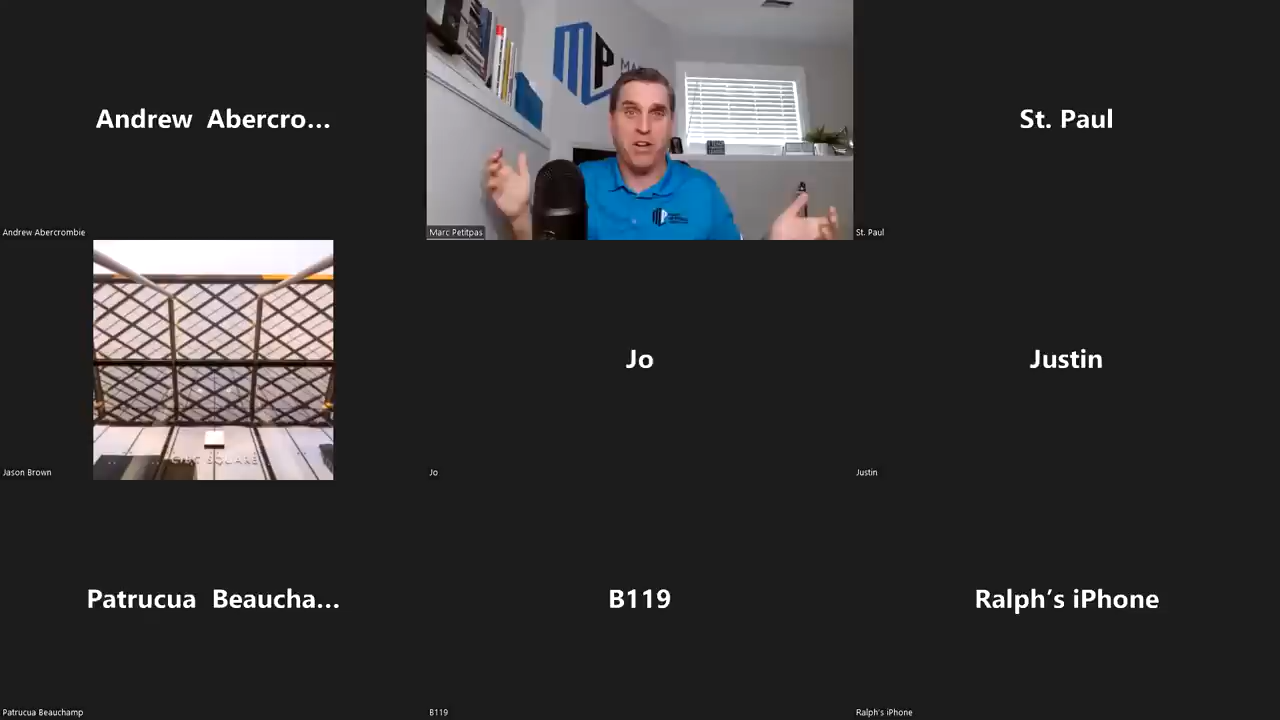 Andrew Abercro...
Andrew Abercrombie
MP
Marc Petitpas
St. Paul
St. Paul
Jason Brown
Jo
Jo
Justin
Justin
Patrucua Beaucha...
Patrucua Beauchamp
B119
B119
Ralph's iPhone
Ralph's iPhone